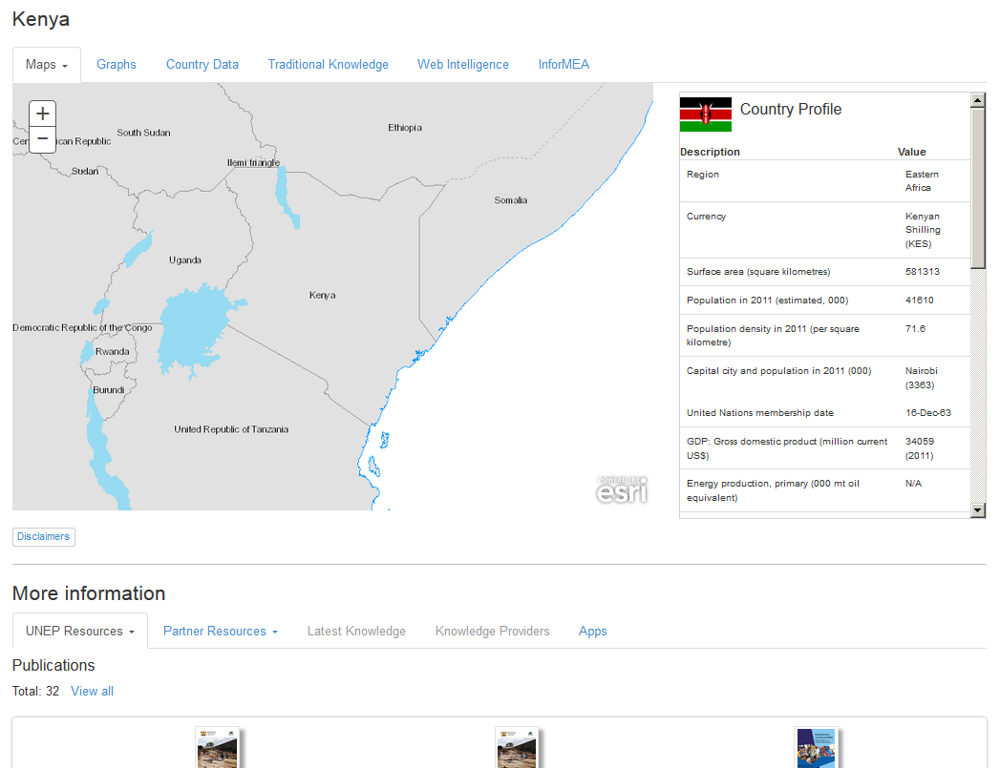 Kenya
Maps
Graphs
Country Data
Traditional Knowledge
Web Intelligence
InforMEA
+
−
Cen
ican Republic
South Sudan
Sudan
Ilemi triangle
Ethiopia
Somalia
Uganda
Kenya
Democratic Republic of the Congo
Rwanda
Burundi
United Republic of Tanzania
POWERED BY
esri
Country Profile
Description Value
Region Eastern
Africa
Currency Kenyan
Shilling
(KES)
Surface area (square kilometres) 581313
Population in 2011 (estimated, 000) 41610
Population density in 2011 (per square 71.6
kilometre)
Capital city and population in 2011 (000) Nairobi
(3363)
United Nations membership date 16-Dec-63
GDP: Gross domestic product (million current 34059
US$) (2011)
Energy production, primary (000 mt oil N/A
equivalent)
Disclaimers
More information
UNEP Resources
Partner Resources
Latest Knowledge
Knowledge Providers
Apps
Publications
Total: 32 View all